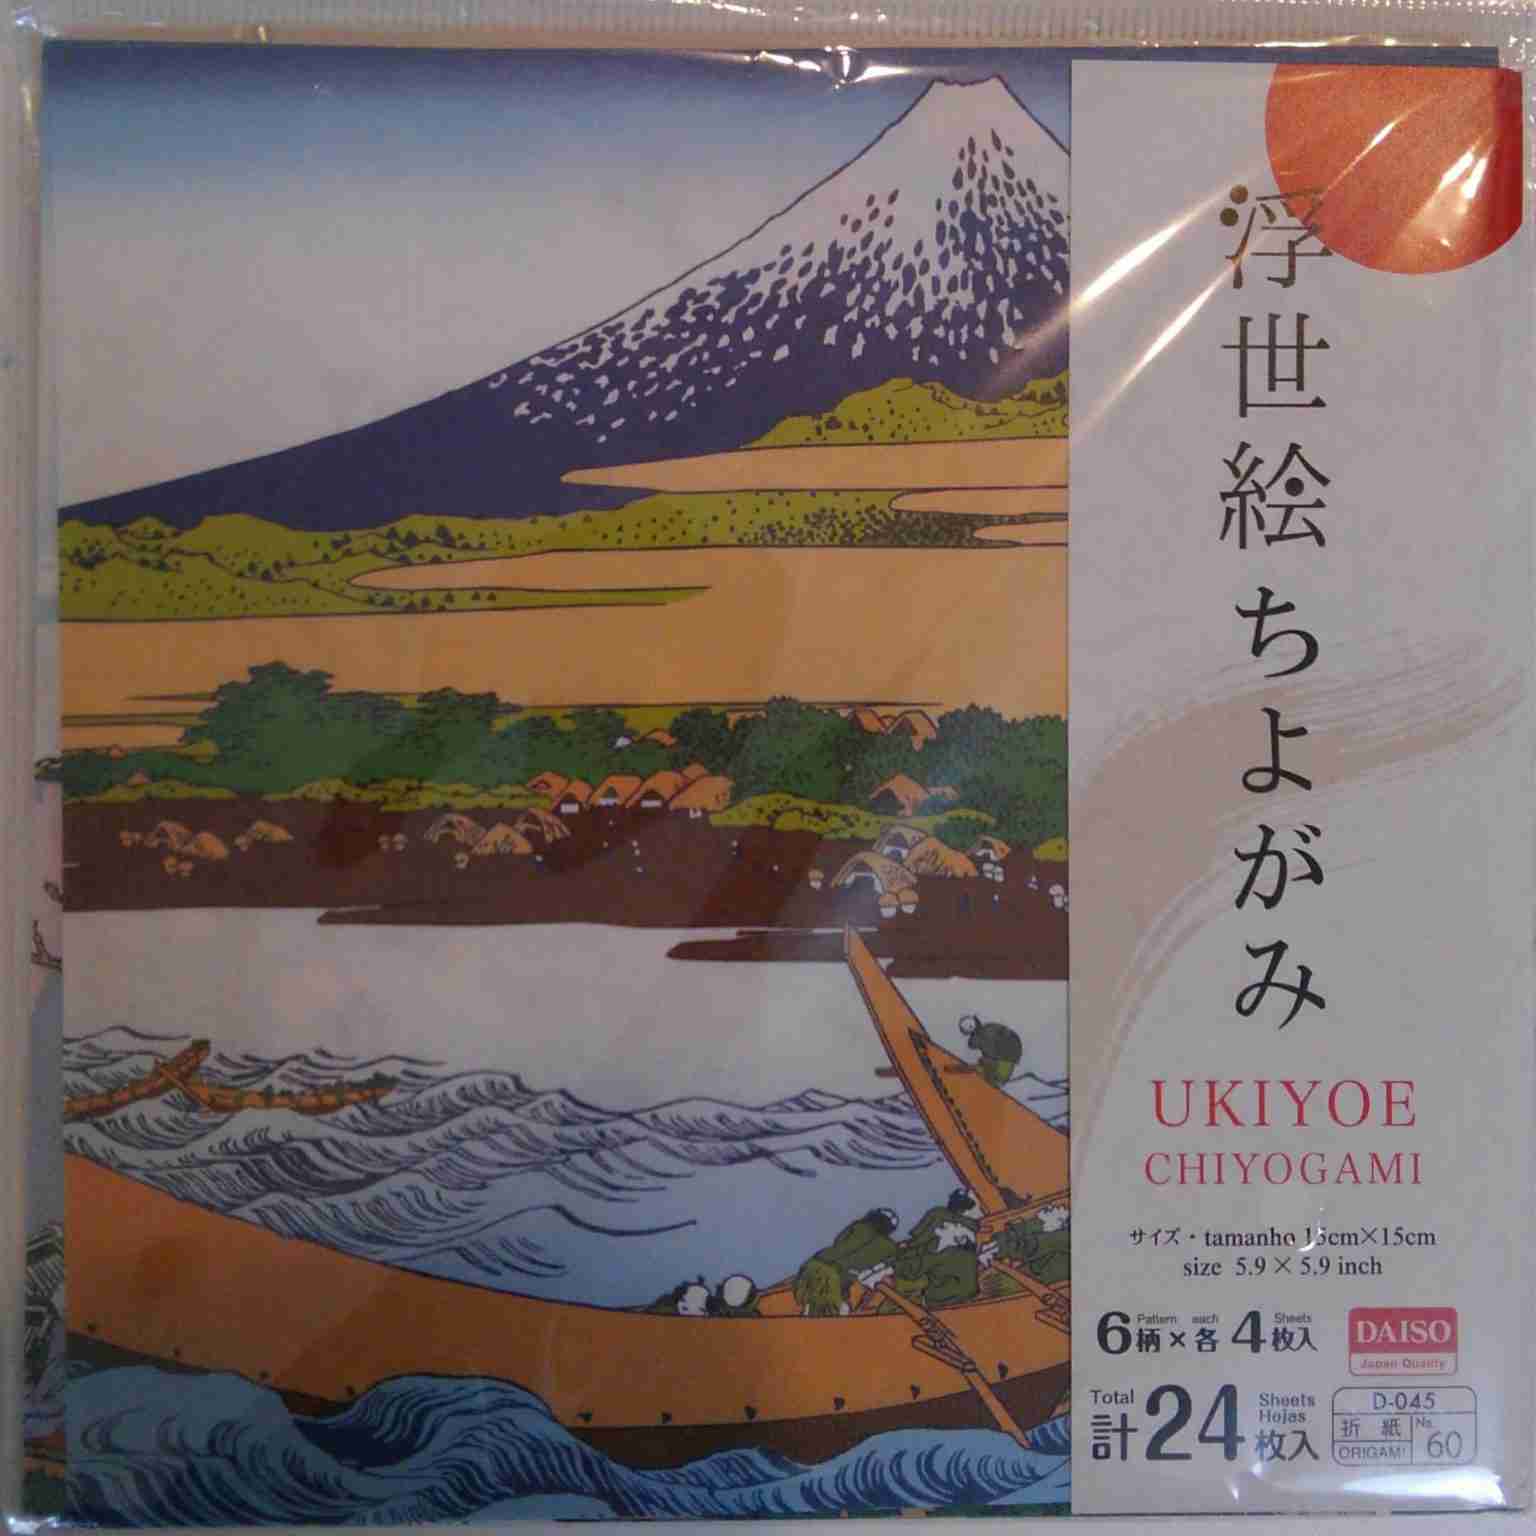 浮世絵ちよがみ
UKIYOE
CHIYOGAMI
サイズ・tamanho 15cm×15cm
size 5.9×5.9 inch
Pattern each Sheets
6柄×各4枚入
DAISO
Japan Quality
Total Sheets
Hojas
計24枚入
D-045
折紙 No.
ORIGAMI 60